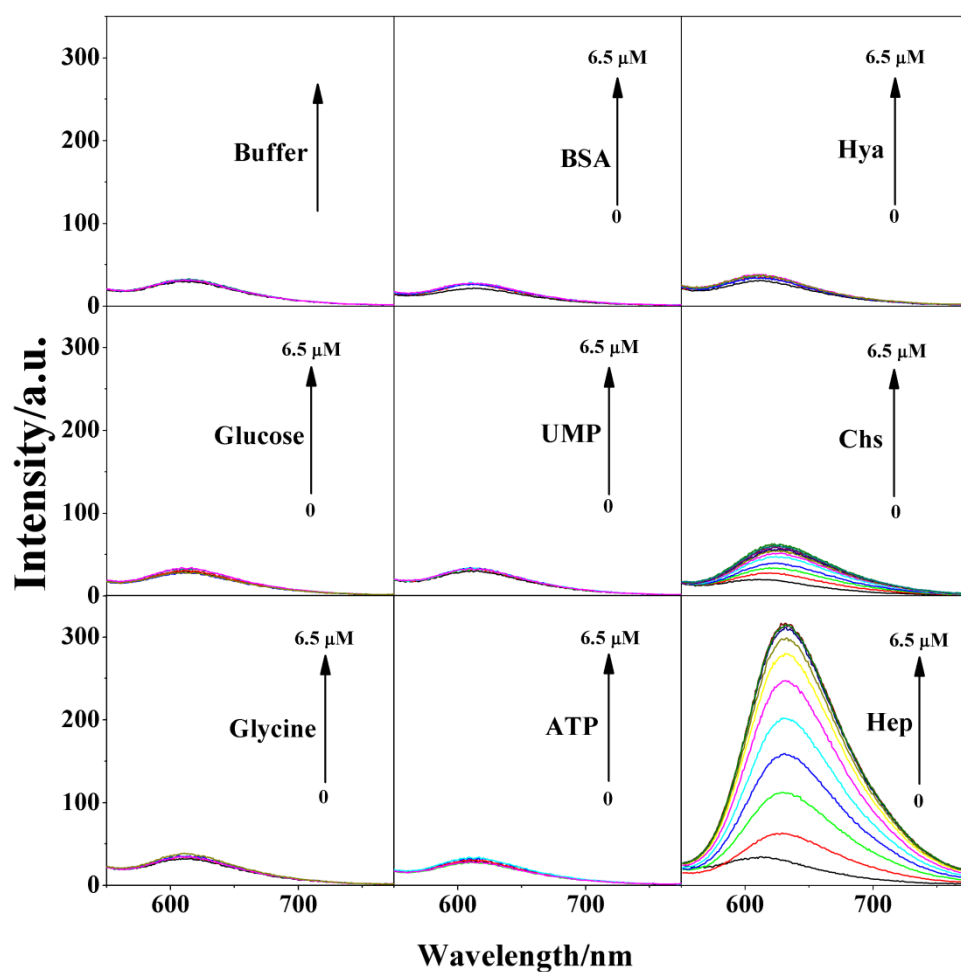 300
200
100
0
Buffer
6.5 µM
BSA
0
6.5 µM
Hya
0
300
200
100
0
6.5 µM
Glucose
0
6.5 µM
UMP
0
6.5 µM
Chs
0
300
200
100
0
6.5 µM
Glycine
0
6.5 µM
ATP
0
6.5 µM
Hep
0
Intensity/a.u.
600 700 600 700 600 700
Wavelength/nm